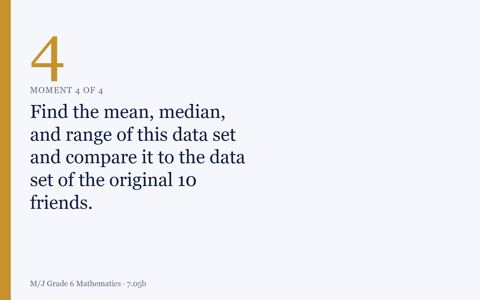 4
MOMENT 4 OF 4
Find the mean, median,
and range of this data set
and compare it to the data
set of the original 10
friends.
M/J Grade 6 Mathematics · 7.05b